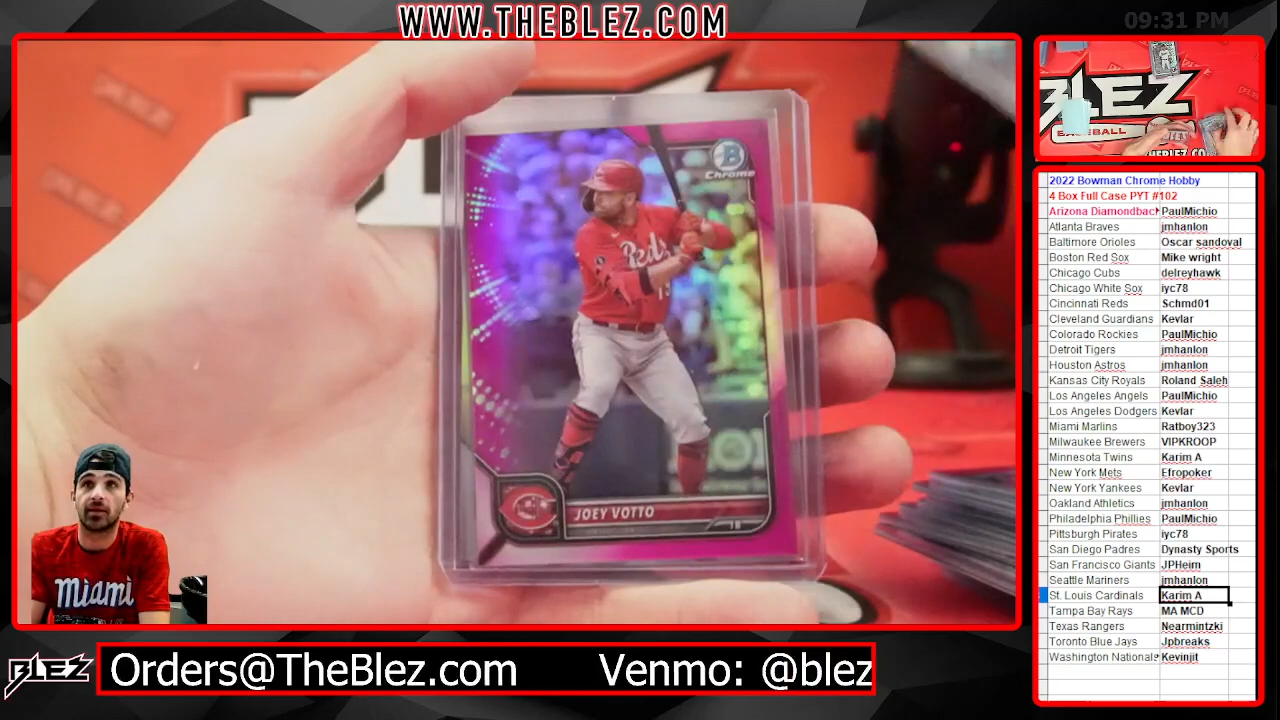 WWW.THEBLEZ.COM
09:31 PM
BLEZ
BASEBALL
B
Chrome
Reds
JOEY VOTTO
Miami
2022 Bowman Chrome Hobby
4 Box Full Case PYT #102
Arizona Diamondback PaulMichio
Atlanta Braves jmhanlon
Baltimore Orioles Oscar sandoval
Boston Red Sox Mike wright
Chicago Cubs delreyhawk
Chicago White Sox iyc78
Cincinnati Reds Schmd01
Cleveland Guardians Kevlar
Colorado Rockies PaulMichio
Detroit Tigers jmhanlon
Houston Astros jmhanlon
Kansas City Royals Roland Saleh
Los Angeles Angels PaulMichio
Los Angeles Dodgers Kevlar
Miami Marlins Ratboy323
Milwaukee Brewers VIPKROOP
Minnesota Twins Karim A
New York Mets Efropoker
New York Yankees Kevlar
Oakland Athletics jmhanlon
Philadelphia Phillies PaulMichio
Pittsburgh Pirates iyc78
San Diego Padres Dynasty Sports
San Francisco Giants JPHeim
Seattle Mariners jmhanlon
St. Louis Cardinals Karim A
Tampa Bay Rays MA MCD
Texas Rangers Nearmintzki
Toronto Blue Jays Jpbreaks
Washington Nationals Kevinjit
BLEZ
Orders@TheBlez.com Venmo: @blez